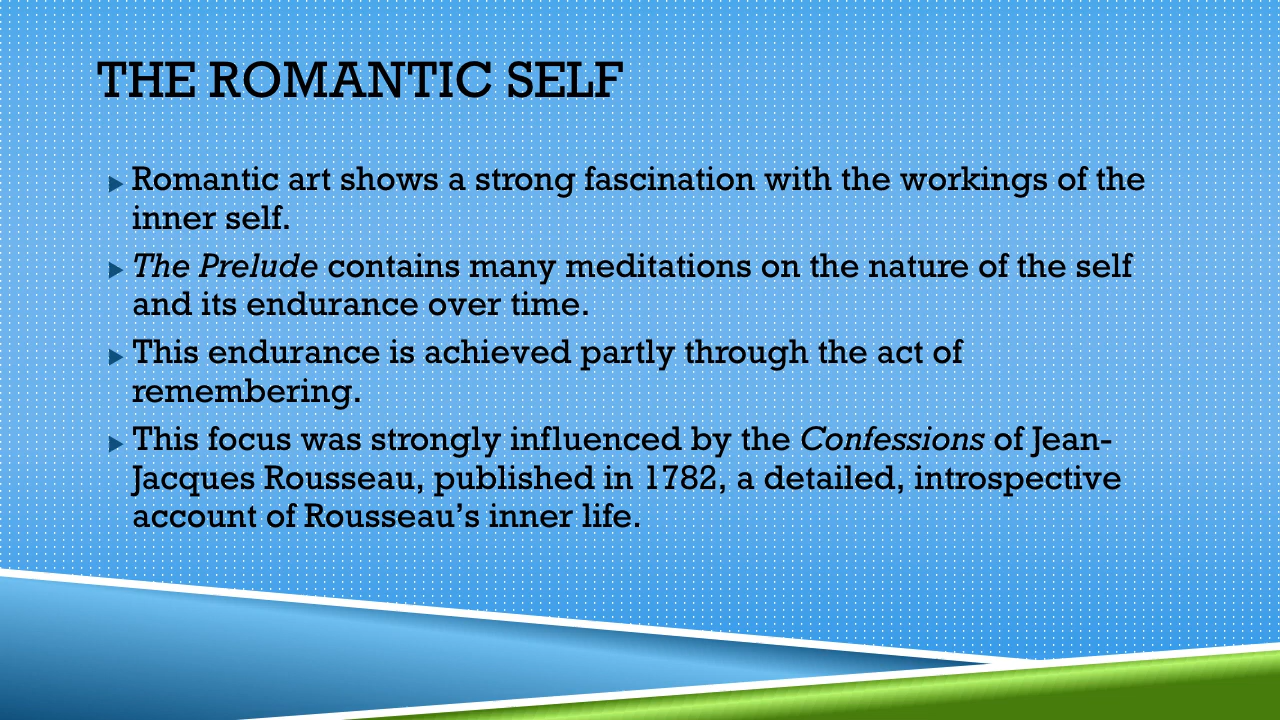 THE ROMANTIC SELF
Romantic art shows a strong fascination with the workings of the
inner self.
The Prelude contains many meditations on the nature of the self
and its endurance over time.
This endurance is achieved partly through the act of
remembering.
This focus was strongly influenced by the Confessions of Jean-
Jacques Rousseau, published in 1782, a detailed, introspective
account of Rousseau’s inner life.